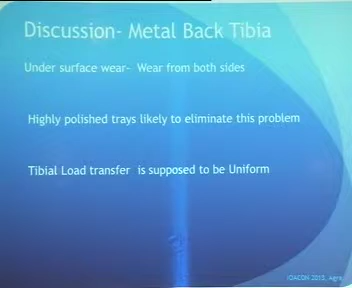 Discussion- Metal Back Tibia
Under surface wear- Wear from both sides
Highly polished trays likely to eliminate this problem
Tibial Load transfer is supposed to be Uniform
IOACON 2013, Agra